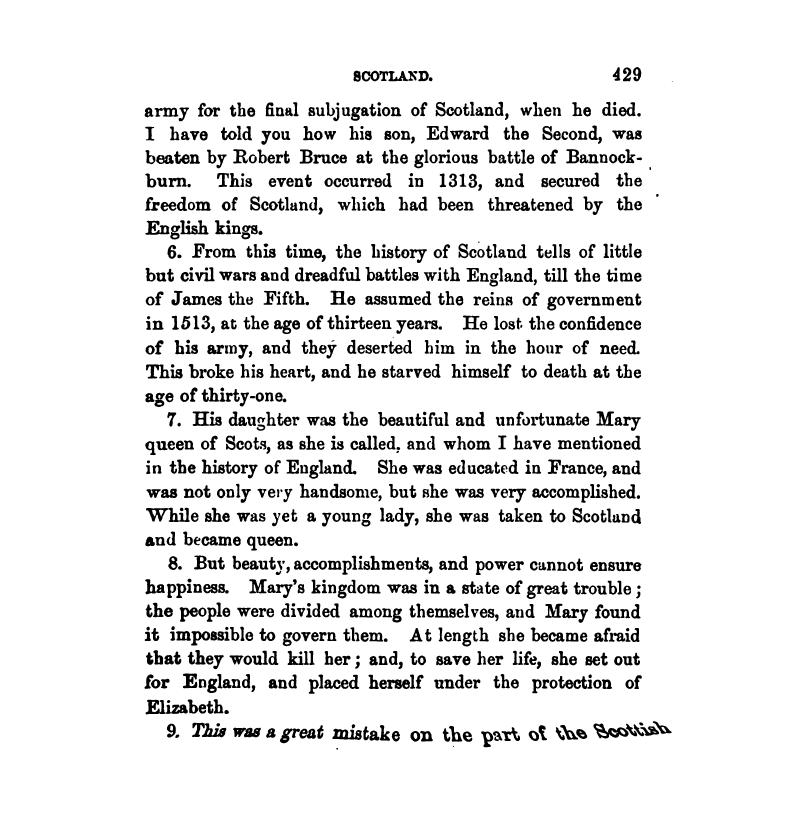 SCOTLAND. 429
army for the final subjugation of Scotland, when he died.
I have told you how his son, Edward the Second, was
beaten by Robert Bruce at the glorious battle of Bannock-
burn. This event occurred in 1313, and secured the
freedom of Scotland, which had been threatened by the
English kings.
6. From this time, the history of Scotland tells of little
but civil wars and dreadful battles with England, till the time
of James the Fifth. He assumed the reins of government
in 1513, at the age of thirteen years. He lost the confidence
of his army, and they deserted him in the hour of need.
This broke his heart, and he starved himself to death at the
age of thirty-one.
7. His daughter was the beautiful and unfortunate Mary
queen of Scots, as she is called, and whom I have mentioned
in the history of England. She was educated in France, and
was not only very handsome, but she was very accomplished.
While she was yet a young lady, she was taken to Scotland
and became queen.
8. But beauty, accomplishments, and power cannot ensure
happiness. Mary's kingdom was in a state of great trouble;
the people were divided among themselves, and Mary found
it impossible to govern them. At length she became afraid
that they would kill her; and, to save her life, she set out
for England, and placed herself under the protection of
Elizabeth.
9. This was a great mistake on the part of the Scottish